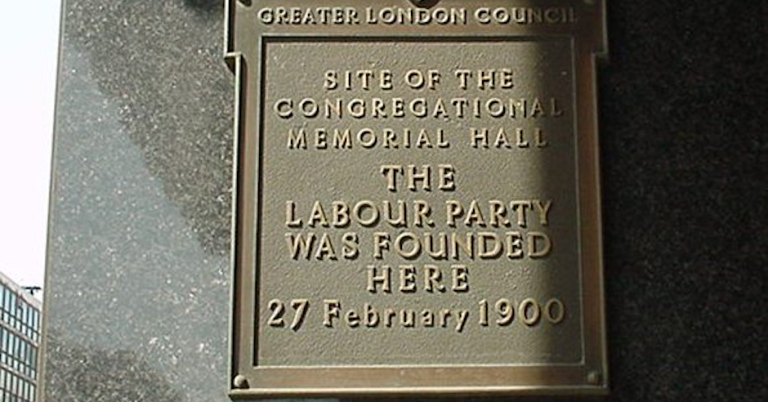 GREATER LONDON COUNCIL
SITE OF THE
CONGREGATIONAL
MEMORIAL HALL
THE
LABOUR PARTY
WAS FOUNDED
HERE
27 February 1900